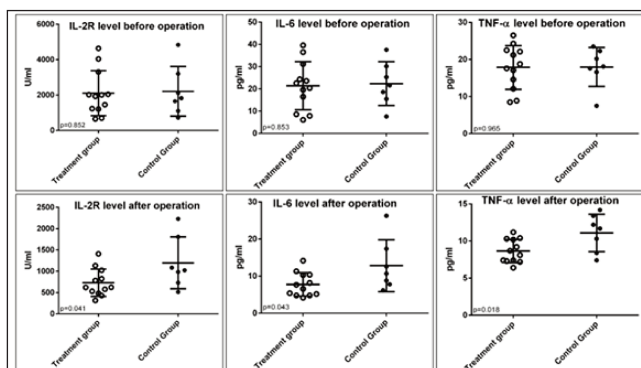 IL-2R level before operation
U/ml
6000
4000
2000
0
p=0.852
Treatment group
Control Group
IL-6 level before operation
pg/ml
50
40
30
20
10
0
p=0.853
Treatment group
Control Group
TNF-α level before operation
pg/ml
30
20
10
0
p=0.965
Treatment group
Control Group
IL-2R level after operation
U/ml
2500
2000
1500
1000
500
0
p=0.041
Treatment group
Control Group
IL-6 level after operation
pg/ml
30
20
10
0
p=0.043
Treatment group
Control Group
TNF-α level after operation
pg/ml
15
10
5
0
p=0.018
Treatment group
Control Group